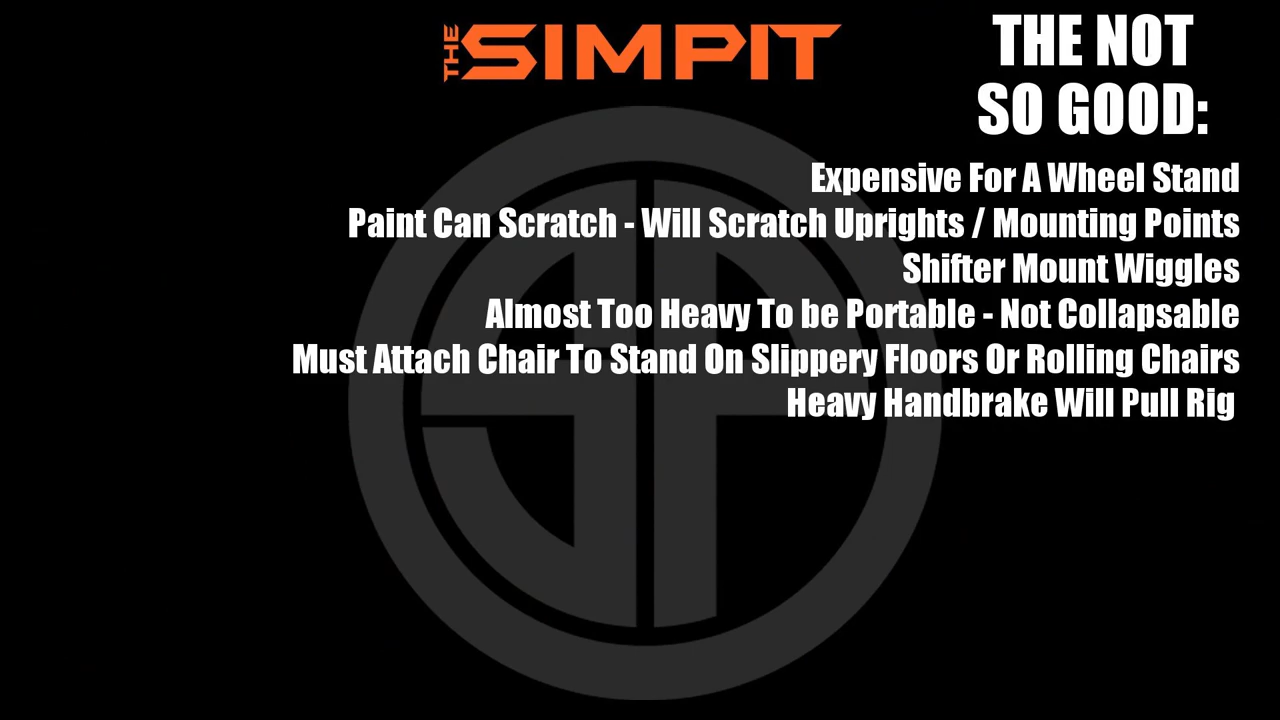 THE SIMPIT
THE NOT
SO GOOD:
Expensive For A Wheel Stand
Paint Can Scratch - Will Scratch Uprights / Mounting Points
Shifter Mount Wiggles
Almost Too Heavy To be Portable - Not Collapsable
Must Attach Chair To Stand On Slippery Floors Or Rolling Chairs
Heavy Handbrake Will Pull Rig